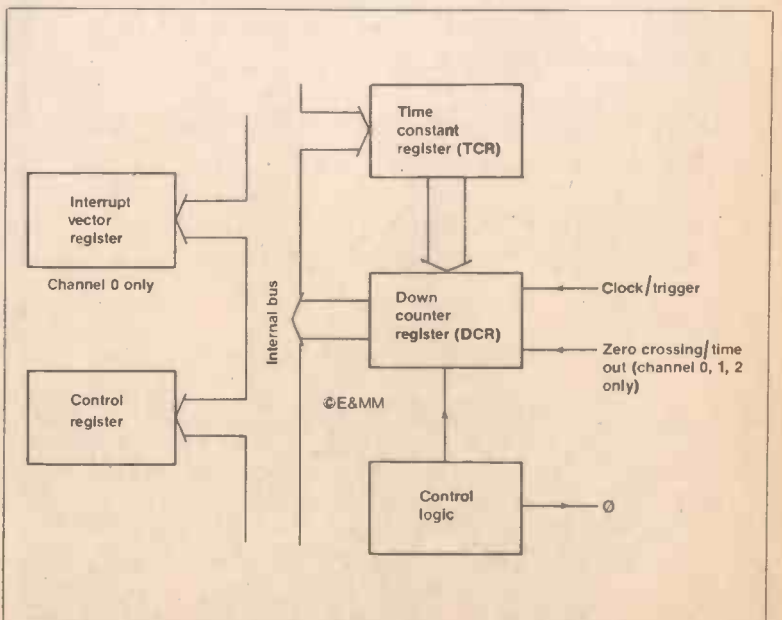 Time
constant
register (TCR)
Interrupt
vector
register
Channel 0 only
Internal bus
Down
counter
register (DCR)
Clock/trigger
Zero crossing/time
out (channel 0, 1, 2
only)
Control
register
©E&MM
Control
logic
Ø